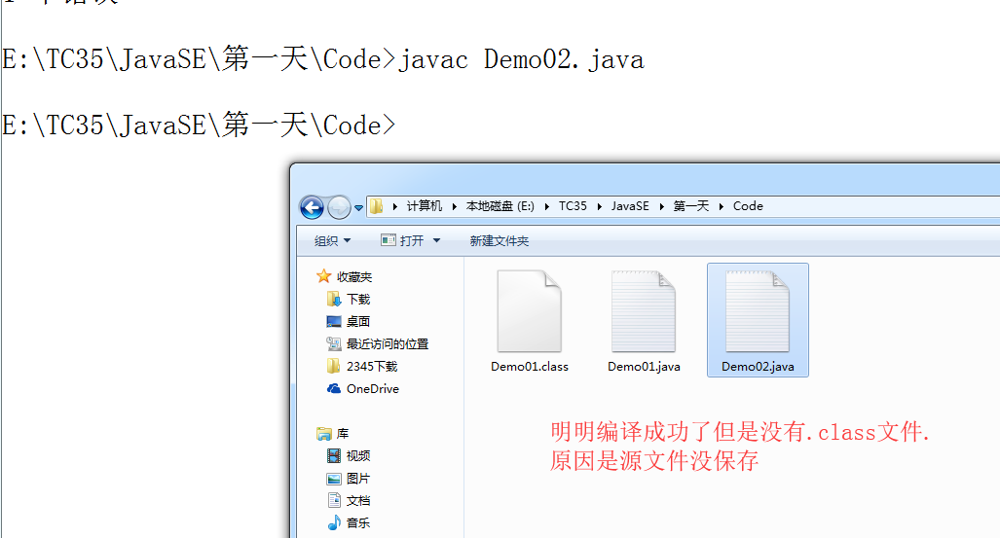 E:\TC35\JavaSE\第一天\Code>javac Demo02.java
E:\TC35\JavaSE\第一天\Code>
计算机 本地磁盘 (E:) TC35 JavaSE 第一天 Code
组织 打开 新建文件夹
收藏夹
下载
桌面
最近访问的位置
2345下载
OneDrive
库
视频
图片
文档
音乐
Demo01.class Demo01.java Demo02.java
明明编译成功了但是没有.class文件.
原因是源文件没保存